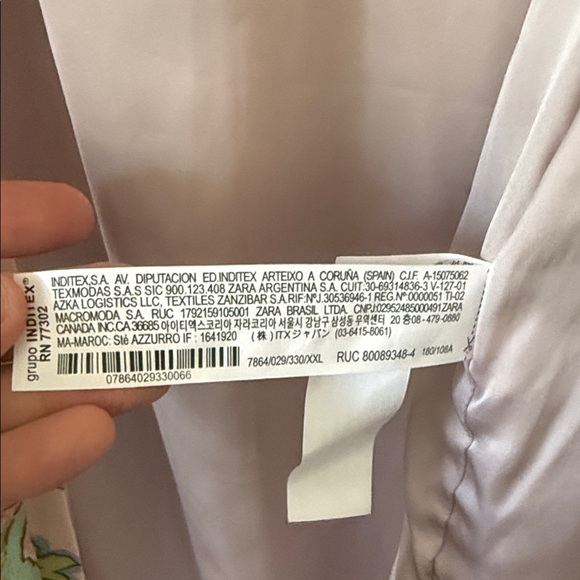 grupo INDITEX®
RN 77302
INDITEX,S.A. AV. DIPUTACION ED.INDITEX ARTEIXO A CORUÑA (SPAIN) C.I.F. A-15075062
TEXMODAS S.A.S SIC 900.123.408 ZARA ARGENTINA S.A. CUIT:30-69314836-3 V-127-01
AZKA LOGISTICS LLC, TEXTILES ZANZIBAR S.A.RIF:NºJ.30536946-1 REG.Nº 0000051 TI-02
MACROMODA S.A. RUC 1792159105001 ZARA BRASIL LTDA. CNPJ:02952485000491ZARA
CANADA INC.CA.36685 아이티엑스코리아 자라코리아 서울시 강남구 삼성동 무역센터 20 층08-479-0880
MA-MAROC: Sté AZZURRO IF : 1641920 (株)ITXジャパン (03-6415-8061)
7864/029/330/XXL RUC 80089348-4 180/108A
07864029330066